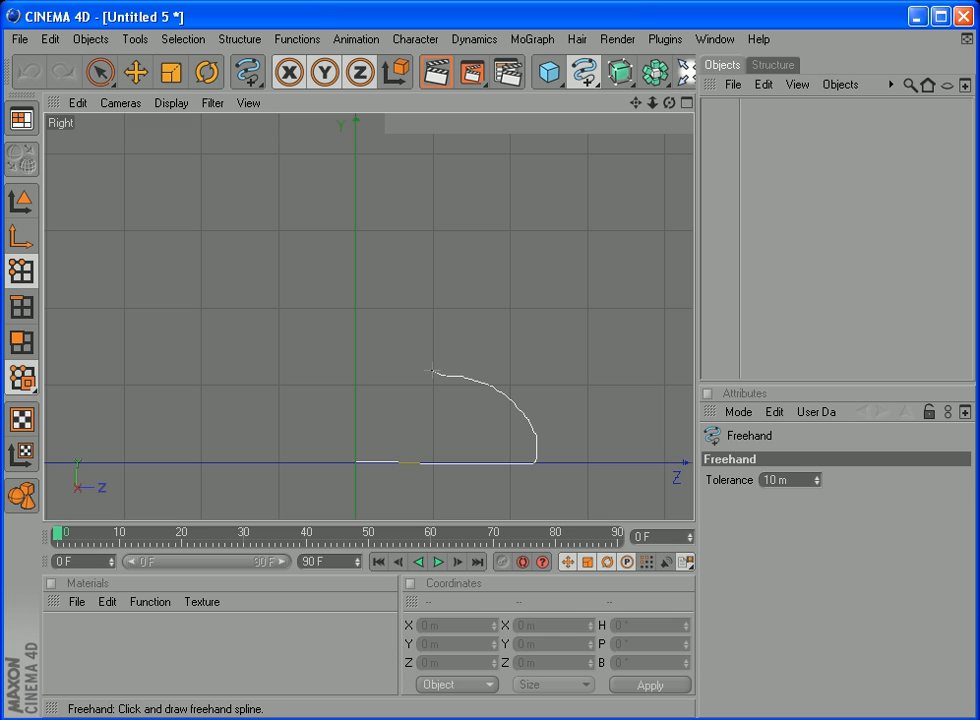 CINEMA 4D - [Untitled 5 *]
File Edit Objects Tools Selection Structure Functions Animation Character Dynamics MoGraph Hair Render Plugins Window Help
X Y Z
Objects Structure
File Edit View Objects
Edit Cameras Display Filter View
Right
Y
Z
Y
X Z
Attributes
Mode Edit User Da
Freehand
Freehand
Tolerance 10 m
0 10 20 30 40 50 60 70 80 90 0 F
0 F 0 F 90 F 90 F
Materials
File Edit Function Texture
Coordinates
-- -- --
X 0 m X 0 m H 0 °
Y 0 m Y 0 m P 0 °
Z 0 m Z 0 m B 0 °
Object Size Apply
MAXON
CINEMA 4D
Freehand: Click and draw freehand spline.